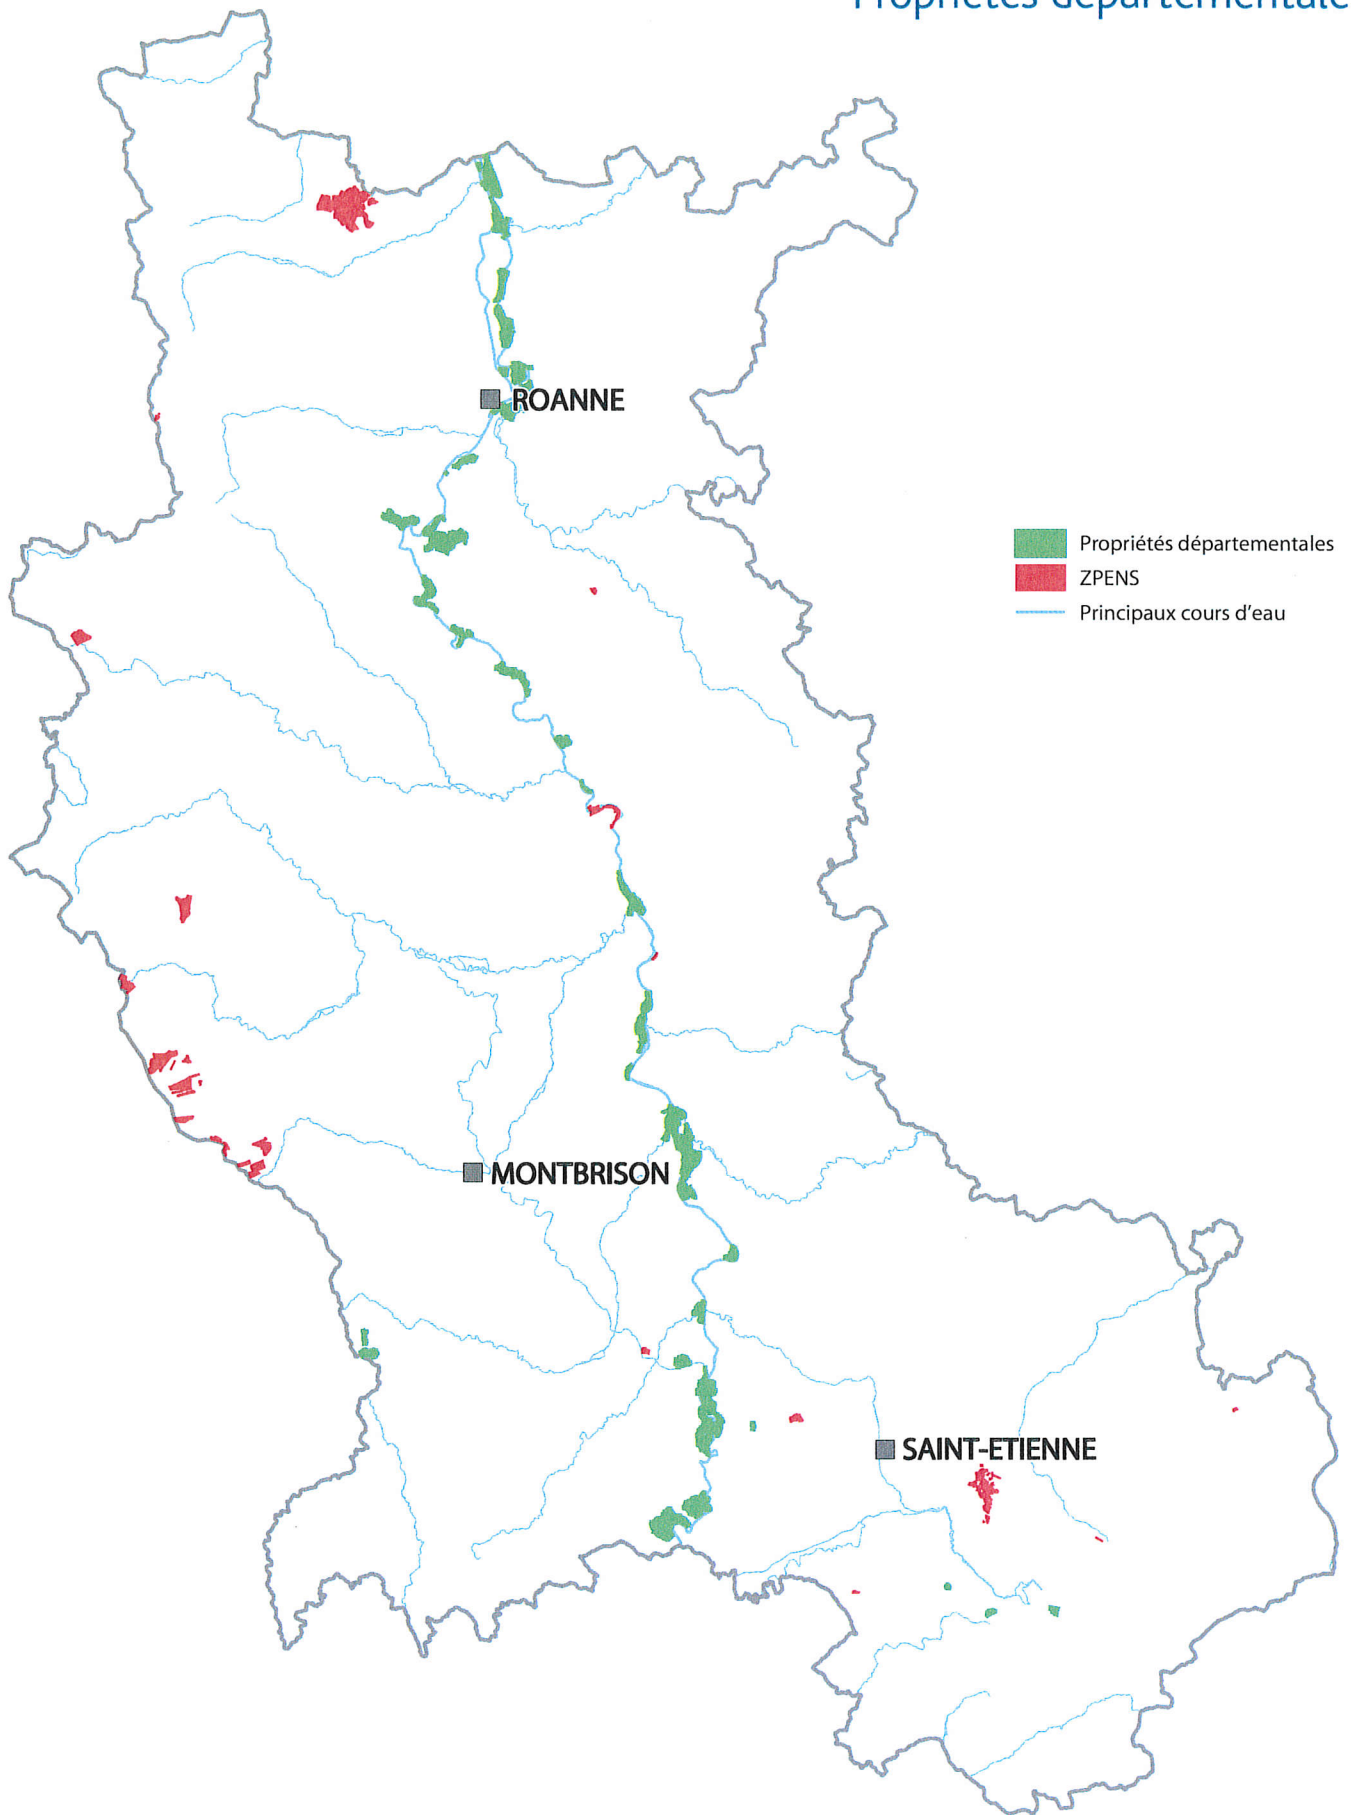 Propriétés départementale
ROANNE
Propriétés départementales
ZPENS
Principaux cours d'eau
MONTBRISON
SAINT-ETIENNE